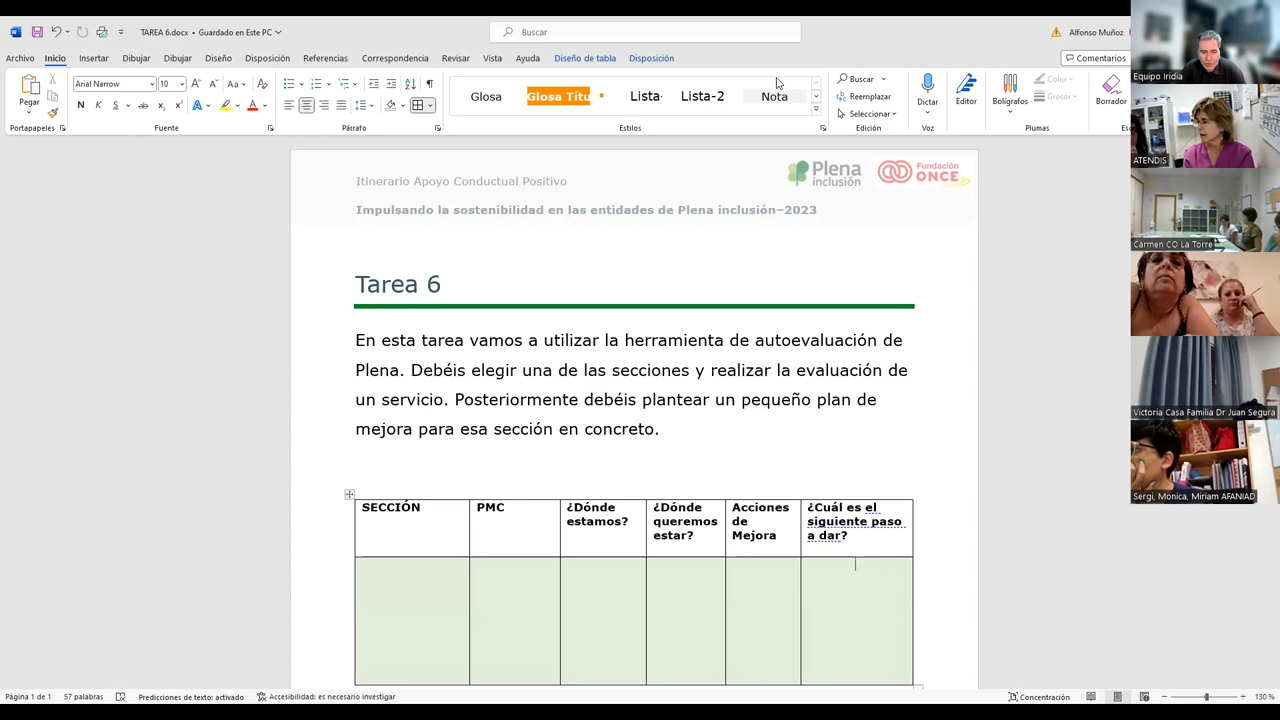 TAREA 6.docx • Guardado en Este PC
Buscar
Alfonso Muñoz
Archivo Inicio Insertar Dibujar Dibujar Diseño Disposición Referencias Correspondencia Revisar Vista Ayuda Diseño de tabla Disposición
Comentarios
Pegar
Arial Narrow 10
Glosa
Glosa Títu
Lista·
Lista-2
Nota
Buscar
Reemplazar
Seleccionar
Dictar
Editor
Bolígrafos
Color
Grosor
Borrador
Portapapeles Fuente Párrafo Estilos Edición Voz Plumas
Itinerario Apoyo Conductual Positivo
Plena inclusión
Fundación ONCE
Impulsando la sostenibilidad en las entidades de Plena inclusión–2023
Tarea 6
En esta tarea vamos a utilizar la herramienta de autoevaluación de
Plena. Debéis elegir una de las secciones y realizar la evaluación de
un servicio. Posteriormente debéis plantear un pequeño plan de
mejora para esa sección en concreto.
SECCIÓN
PMC
¿Dónde
estamos?
¿Dónde
queremos
estar?
Acciones
de
Mejora
¿Cuál es el
siguiente paso
a dar?
Página 1 de 1 57 palabras Predicciones de texto: activado Accesibilidad: es necesario investigar
Concentración
130 %
Equipo Iridia
ATENDIS
Carmen CO La Torre
Victoria Casa Familia Dr Juan Segura
Sergi, Monica, Miriam AFANIAD